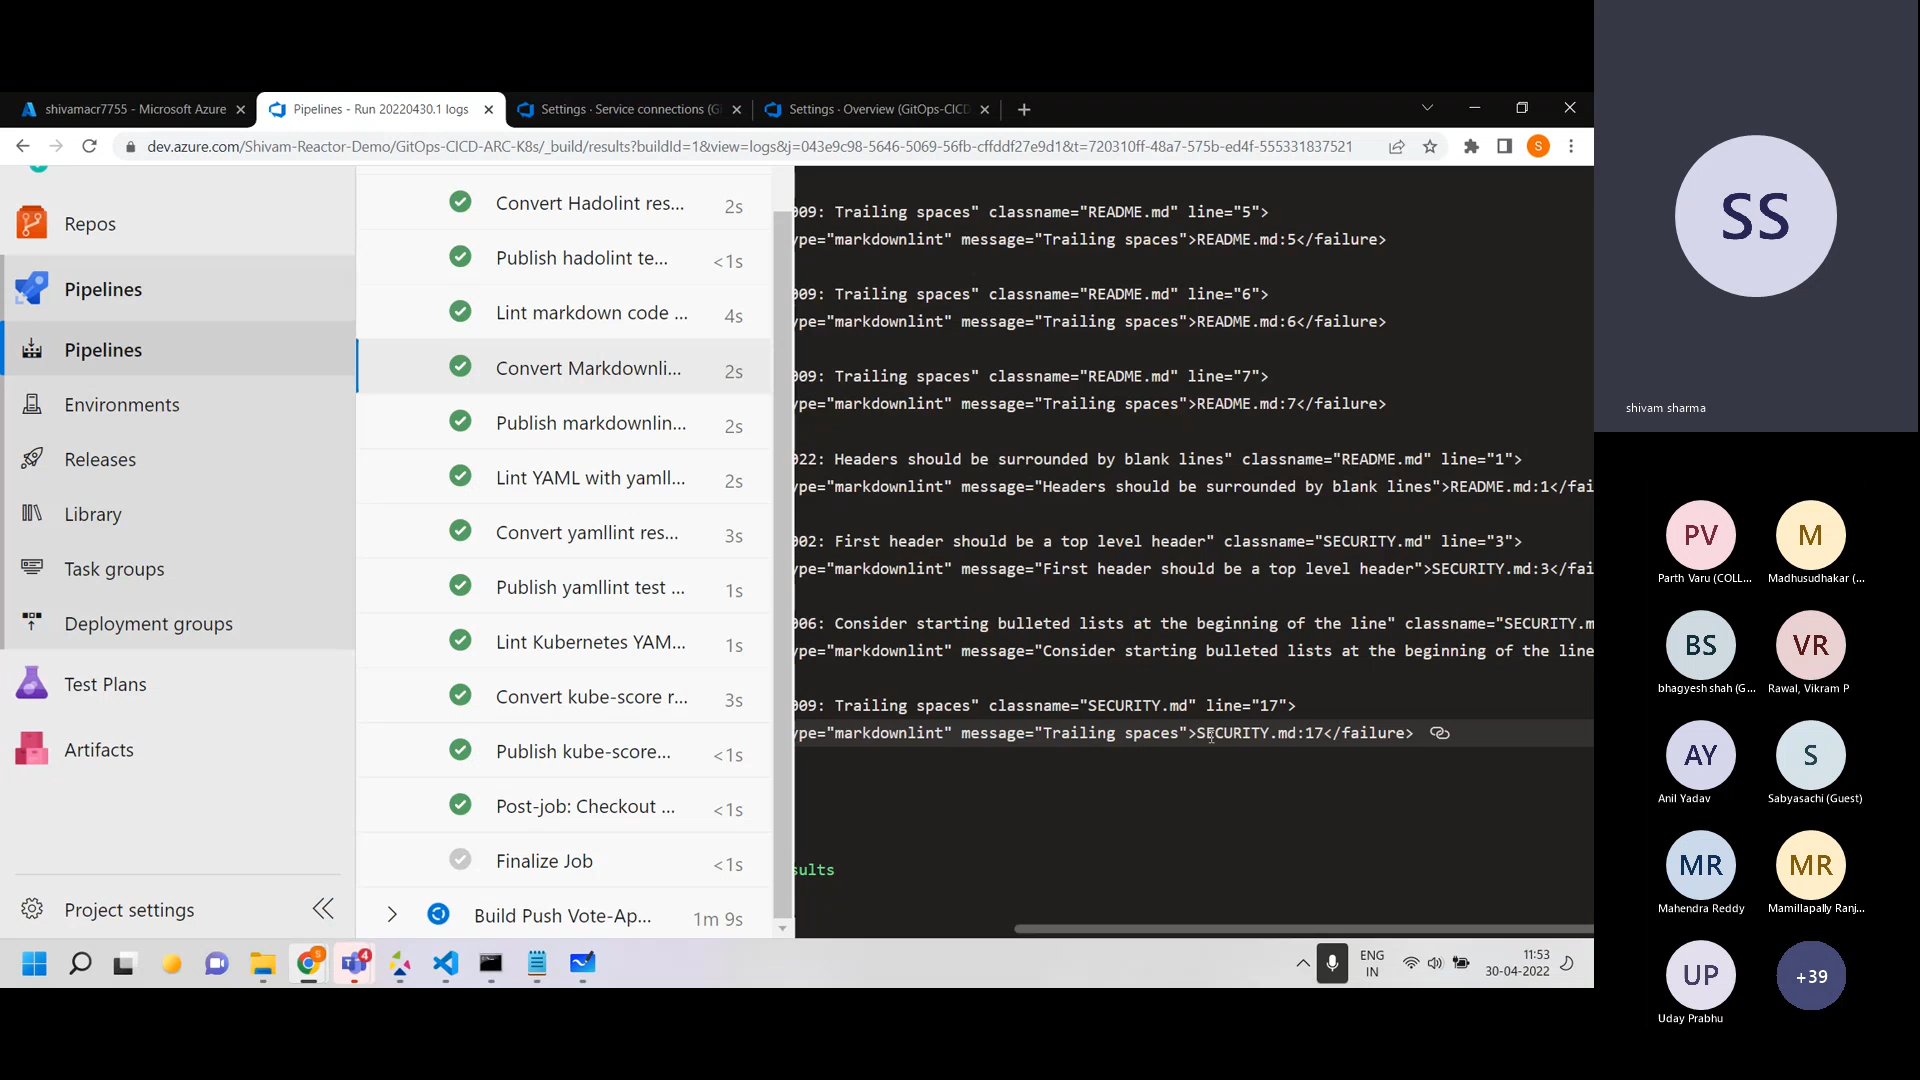 shivamacr7755 - Microsoft Azure
Pipelines - Run 20220430.1 logs
Settings · Service connections (G
Settings · Overview (GitOps-CICD
dev.azure.com/Shivam-Reactor-Demo/GitOps-CICD-ARC-K8s/_build/results?buildId=1&view=logs&j=043e9c98-5646-5069-56fb-cffddf27e9d1&t=720310ff-48a7-575b-ed4f-555331837521
S
Repos
Pipelines
Pipelines
Environments
Releases
Library
Task groups
Deployment groups
Test Plans
Artifacts
Project settings
Convert Hadolint res... 2s
Publish hadolint te... <1s
Lint markdown code ... 4s
Convert Markdownli... 2s
Publish markdownlin... 2s
Lint YAML with yamll... 2s
Convert yamllint res... 3s
Publish yamllint test ... 1s
Lint Kubernetes YAM... 1s
Convert kube-score r... 3s
Publish kube-score... <1s
Post-job: Checkout ... <1s
Finalize Job <1s
Build Push Vote-Ap... 1m 9s
009: Trailing spaces" classname="README.md" line="5">
ype="markdownlint" message="Trailing spaces">README.md:5</failure>
009: Trailing spaces" classname="README.md" line="6">
ype="markdownlint" message="Trailing spaces">README.md:6</failure>
009: Trailing spaces" classname="README.md" line="7">
ype="markdownlint" message="Trailing spaces">README.md:7</failure>
022: Headers should be surrounded by blank lines" classname="README.md" line="1">
ype="markdownlint" message="Headers should be surrounded by blank lines">README.md:1</fai
002: First header should be a top level header" classname="SECURITY.md" line="3">
ype="markdownlint" message="First header should be a top level header">SECURITY.md:3</fai
006: Consider starting bulleted lists at the beginning of the line" classname="SECURITY.m
ype="markdownlint" message="Consider starting bulleted lists at the beginning of the line
009: Trailing spaces" classname="SECURITY.md" line="17">
ype="markdownlint" message="Trailing spaces">SECURITY.md:17</failure>
sults
S
4
ENG
IN
11:53
30-04-2022
SS
shivam sharma
PV
Parth Varu (COLL...
M
Madhusudhakar (...
BS
bhagyesh shah (G...
VR
Rawal, Vikram P
AY
Anil Yadav
S
Sabyasachi (Guest)
MR
Mahendra Reddy
MR
Mamillapally Ranj...
UP
Uday Prabhu
+39